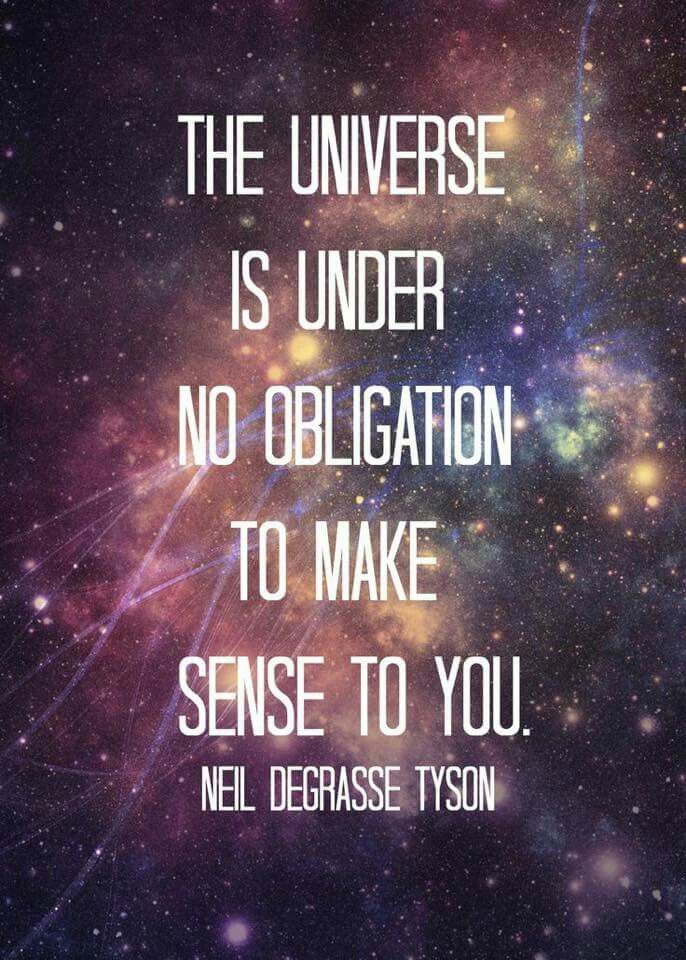 THE UNIVERSE
IS UNDER
NO OBLIGATION
TO MAKE
SENSE TO YOU.
NEIL DEGRASSE TYSON